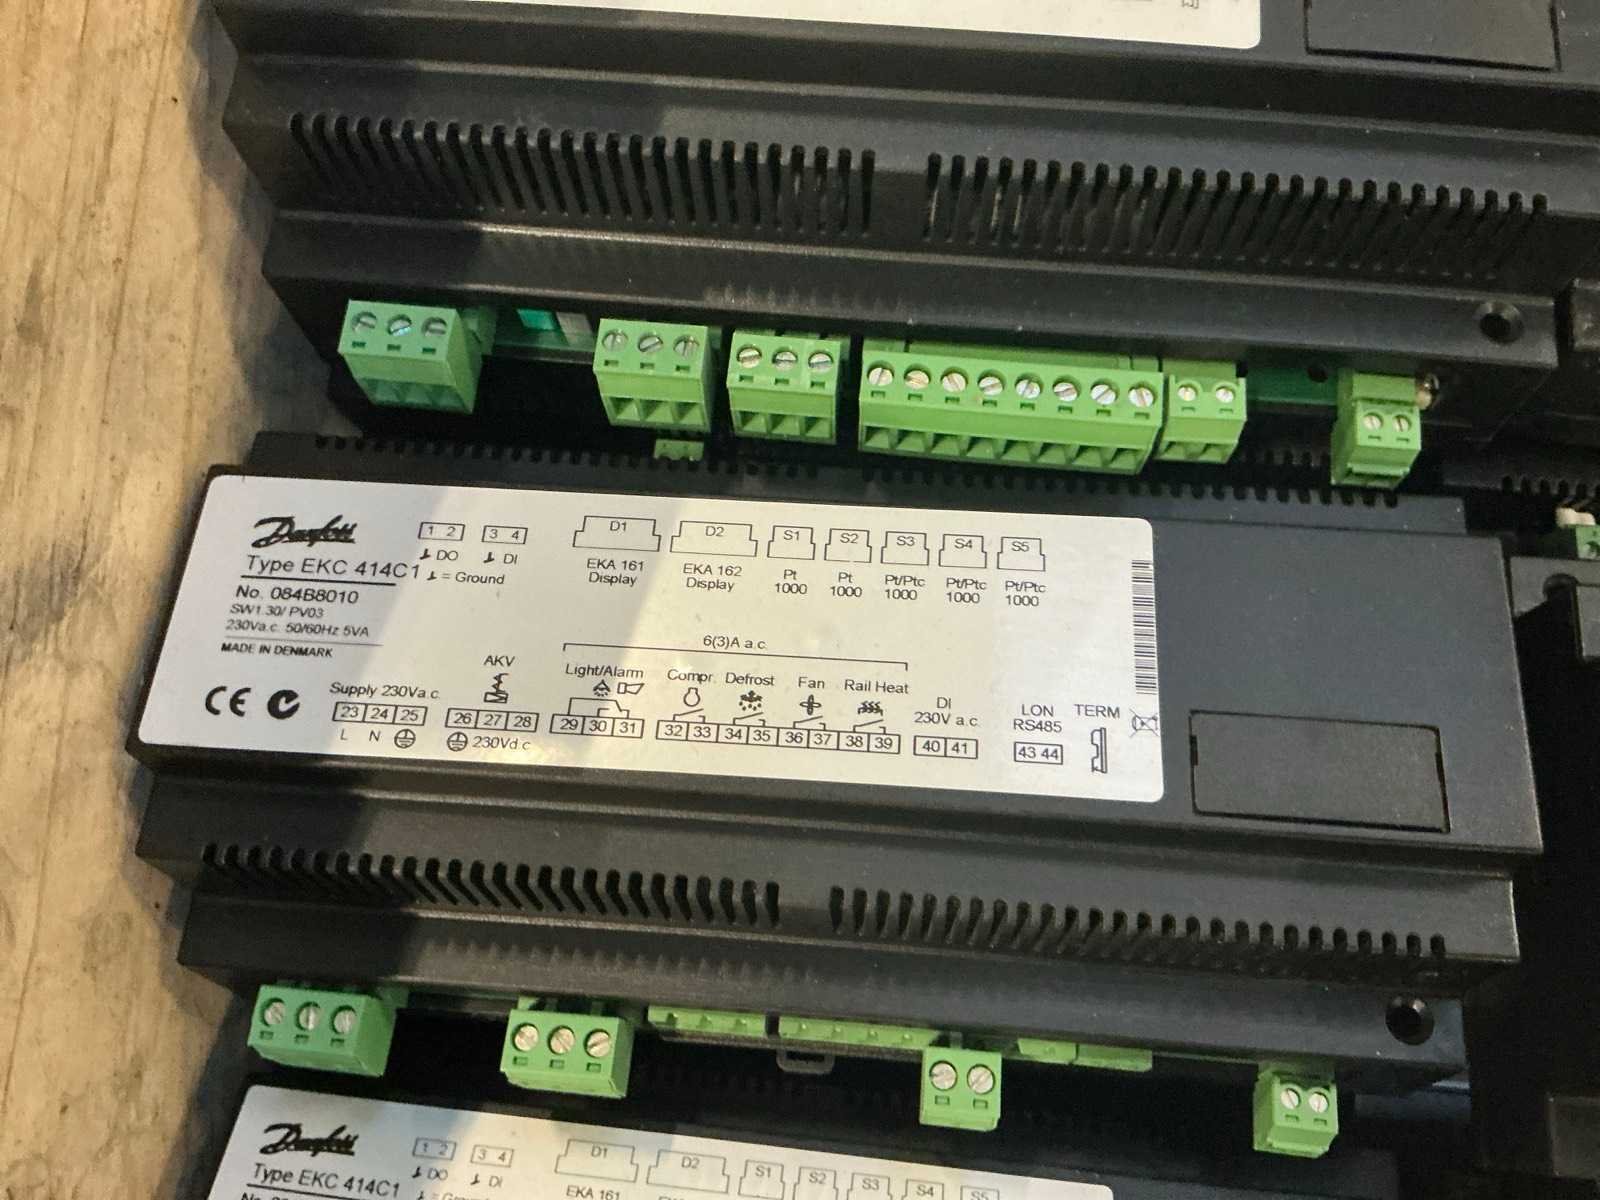 Danfoss
Type EKC 414C1
No. 084B8010
SW1.30/ PV03
230Va.c. 50/60Hz 5VA
MADE IN DENMARK
CE
1 2
DO
3 4
DI
= Ground
D1
EKA 161
Display
D2
EKA 162
Display
S1
Pt
1000
S2
Pt
1000
S3
Pt/Ptc
1000
S4
Pt/Ptc
1000
S5
Pt/Ptc
1000
6(3)A a.c.
Supply 230Va.c.
23 24 25
L N
AKV
26 27 28
230Vd.c
Light/Alarm
29 30 31
Compr.
32 33
Defrost
34 35
Fan
36 37
Rail Heat
38 39
DI
230V a.c.
40 41
LON
RS485
43 44
TERM
Danfoss
Type EKC 414C1
1 2
DO
3 4
DI
D1
EKA 161
D2
S1
S2
S3
S4
S5